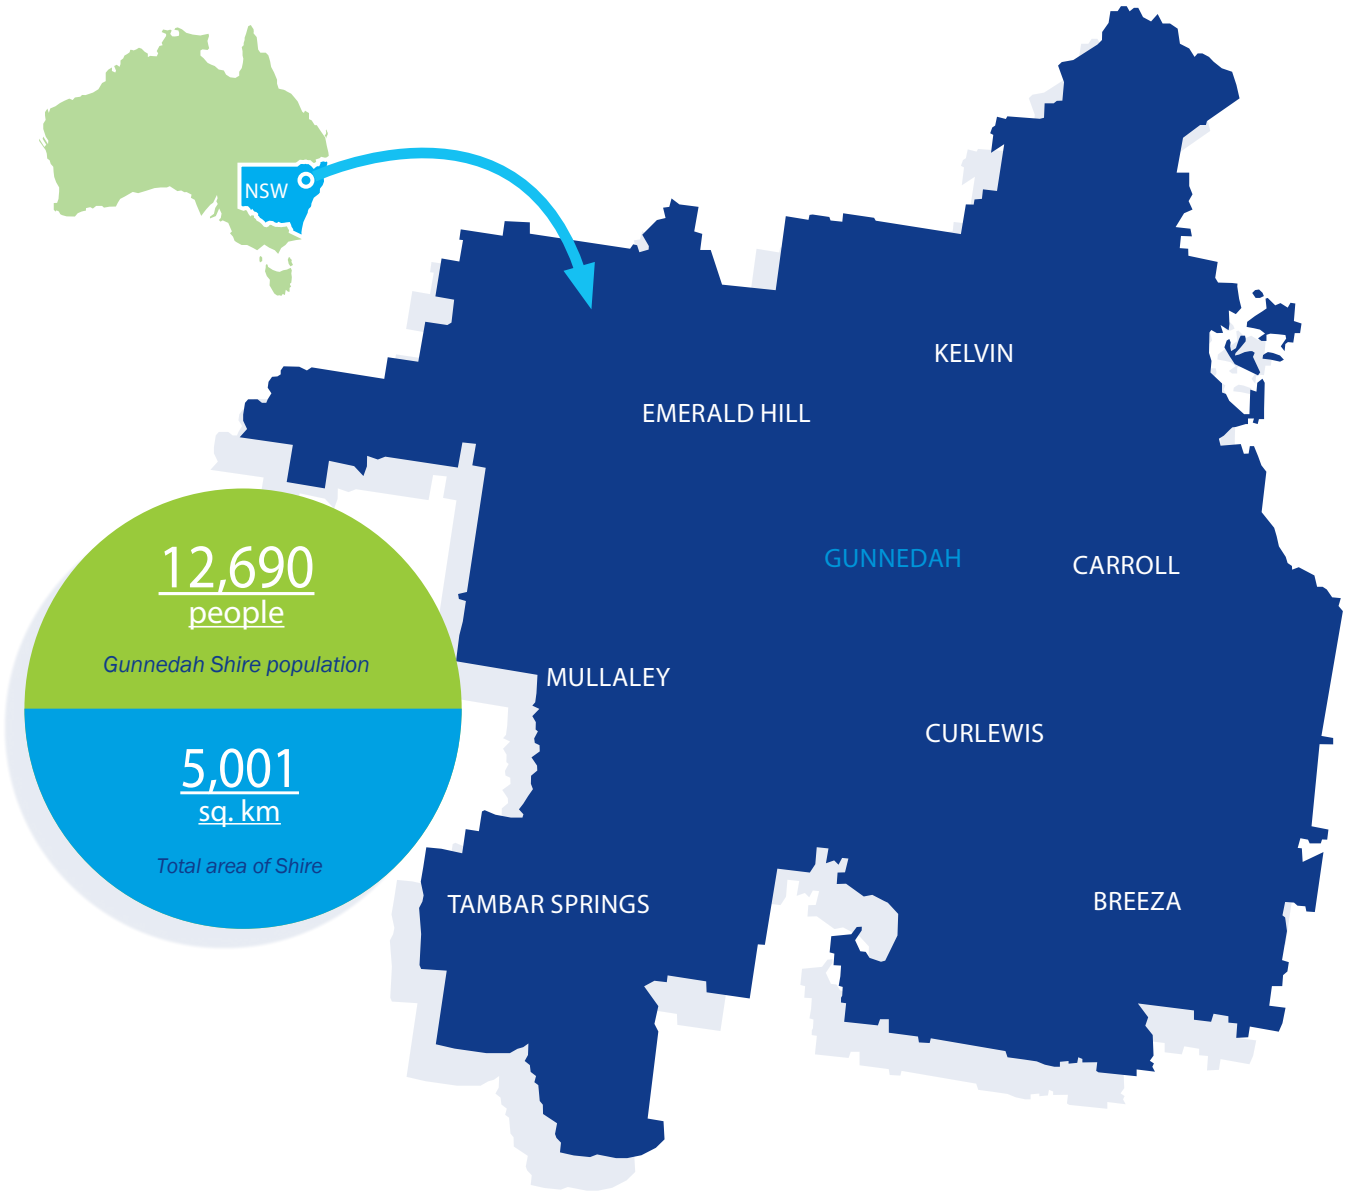 NSW
KELVIN
EMERALD HILL
GUNNEDAH
CARROLL
MULLALEY
CURLEWIS
TAMBAR SPRINGS
BREEZA
12,690
people
Gunnedah Shire population
5,001
sq. km
Total area of Shire